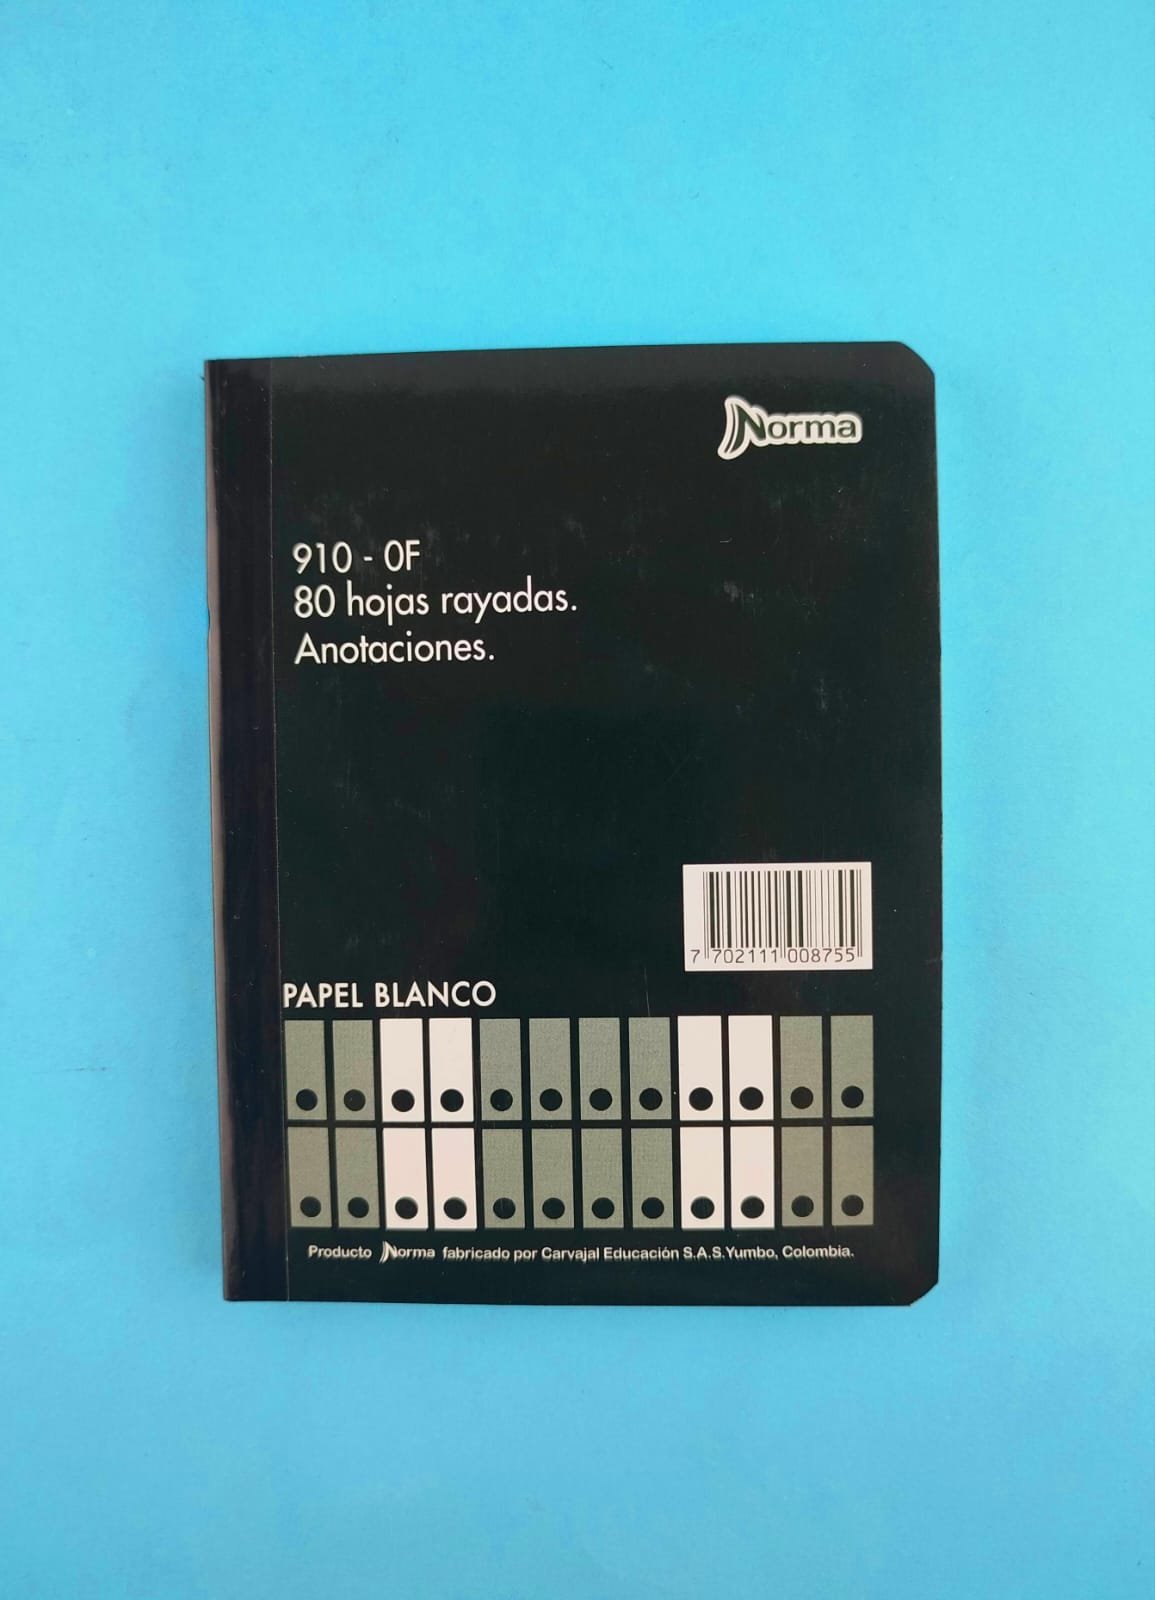 Norma
910 - 0F
80 hojas rayadas.
Anotaciones.
7 702111 008755
PAPEL BLANCO
Producto Norma fabricado por Carvajal Educación S.A.S. Yumbo, Colombia.